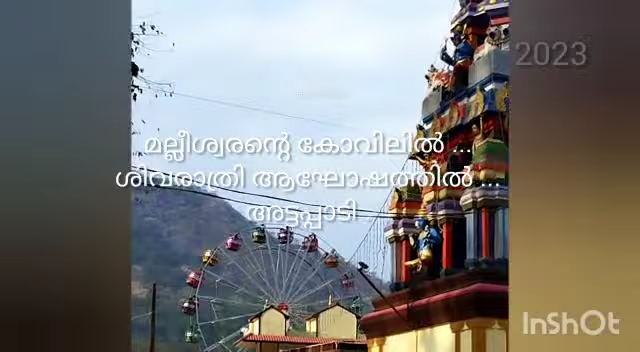 2023
മല്ലീശ്വരന്റെ കോവിലിൽ ...
ശിവരാത്രി ആഘോഷത്തിൽ ...
അട്ടപ്പാടി
InShOt